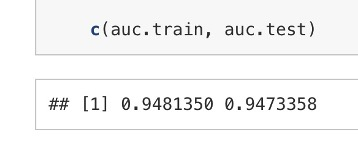 c(auc.train, auc.test)
## [1] 0.9481350 0.9473358